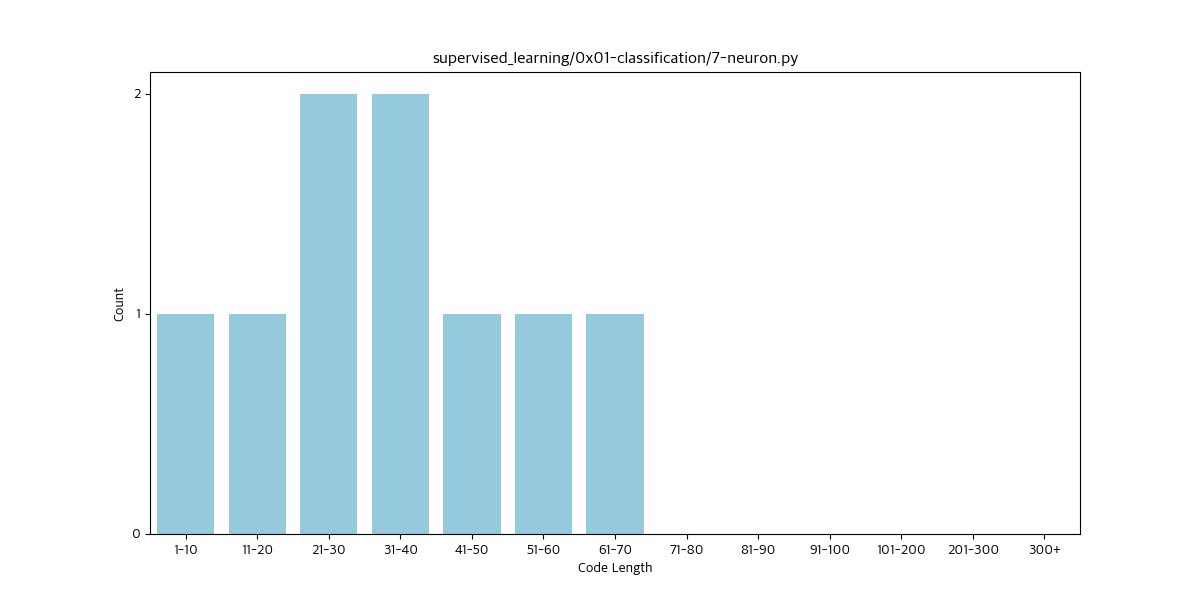 supervised_learning/0x01-classification/7-neuron.py
2
1
0
Count
1-10 11-20 21-30 31-40 41-50 51-60 61-70 71-80 81-90 91-100 101-200 201-300 300+
Code Length